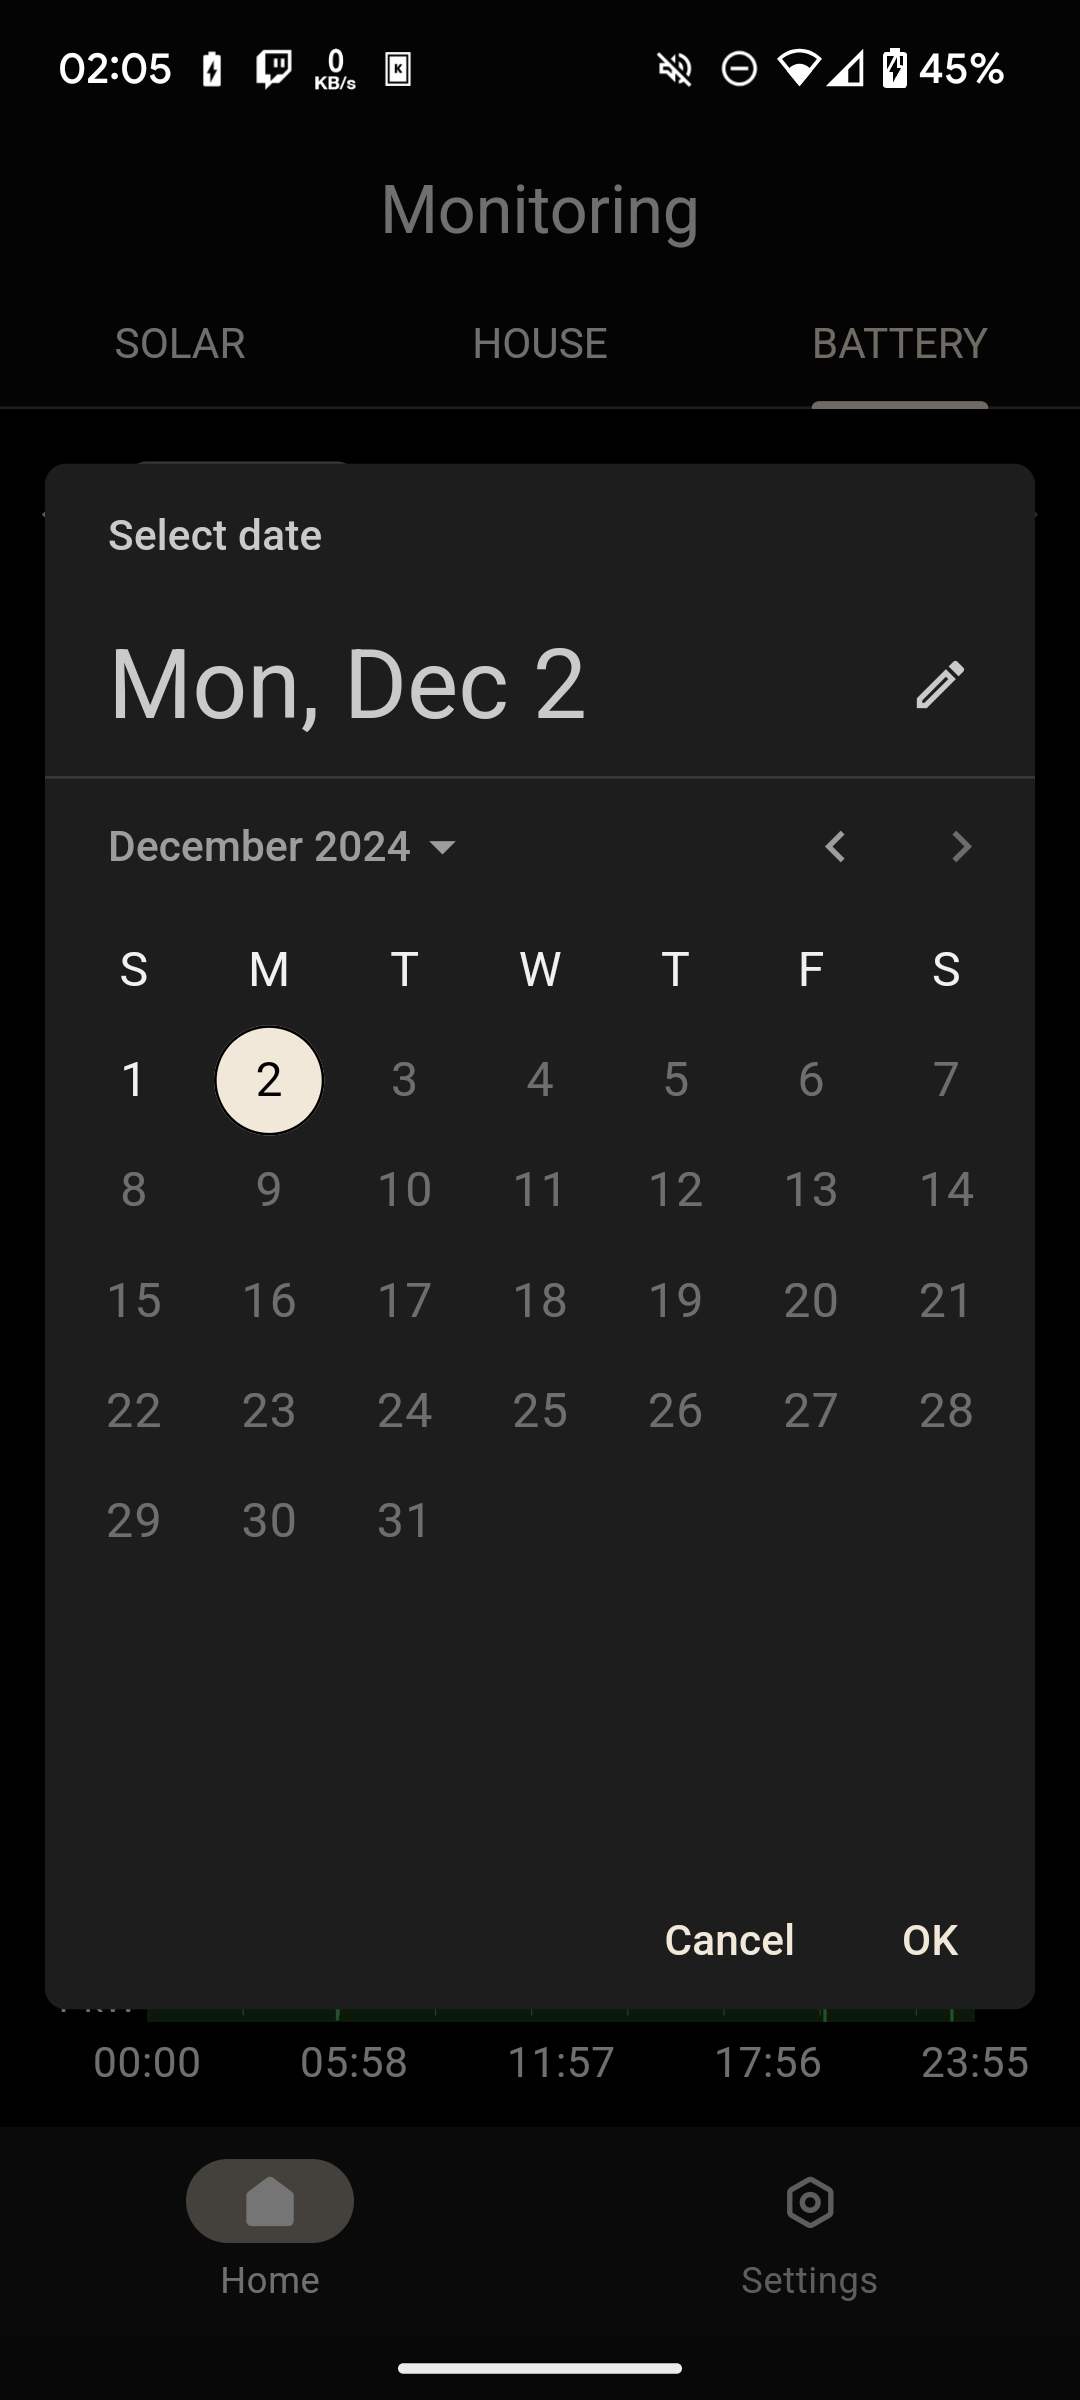 02:05 0 KB/s K 45%
Monitoring
SOLAR HOUSE BATTERY
Select date
Mon, Dec 2
December 2024
S M T W T F S
1 2 3 4 5 6 7
8 9 10 11 12 13 14
15 16 17 18 19 20 21
22 23 24 25 26 27 28
29 30 31
Cancel OK
00:00 05:58 11:57 17:56 23:55
Home Settings